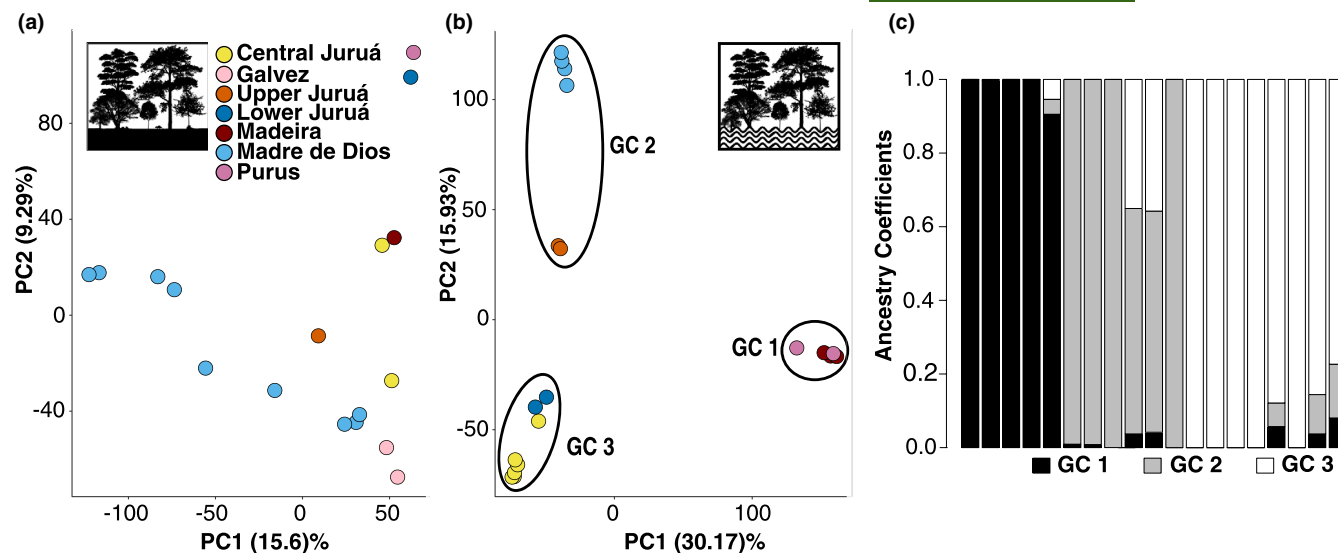 (a)
Central Juruá
Galvez
Upper Juruá
Lower Juruá
Madeira
Madre de Dios
Purus
PC2 (9.29%)
80
40
0
-40
-100
-50
0
50
PC1 (15.6)%
(b)
PC2 (15.93%)
100
50
0
-50
GC 2
GC 1
GC 3
0
100
PC1 (30.17)%
(c)
Ancestry Coefficients
1.0
0.8
0.6
0.4
0.2
0.0
GC 1
GC 2
GC 3